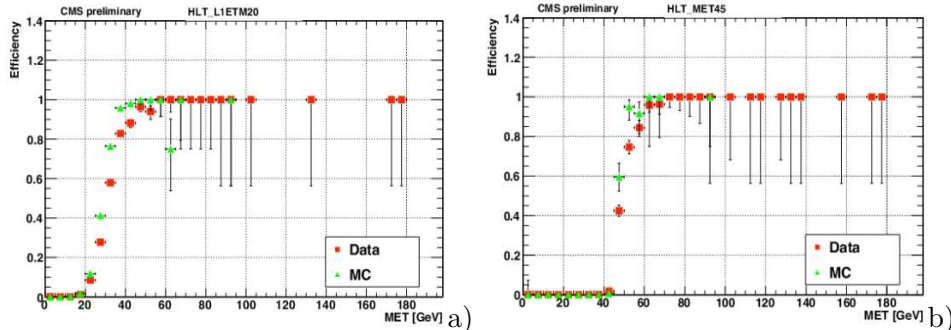 CMS preliminary HLT_L1ETM20
Efficiency
1.4
1.2
1
0.8
0.6
0.4
0.2
0
0 20 40 60 80 100 120 140 160 180
MET [GeV]
Data
MC
a)
CMS preliminary HLT_MET45
Efficiency
1.4
1.2
1
0.8
0.6
0.4
0.2
0
0 20 40 60 80 100 120 140 160 180
MET [GeV]
Data
MC
b)